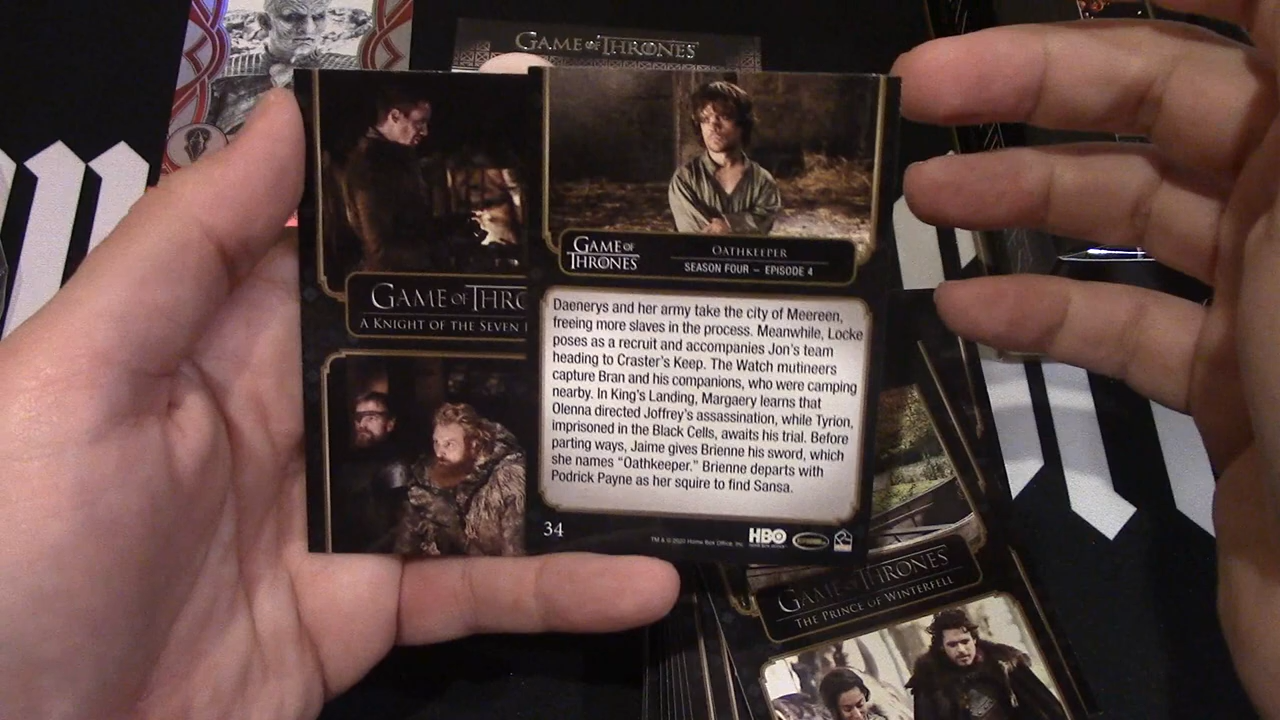 GAME OF THRONES
GAME OF THRO
A KNIGHT OF THE SEVEN
GAME OF
THRONES
OATHKEEPER
SEASON FOUR – EPISODE 4
Daenerys and her army take the city of Meereen,
freeing more slaves in the process. Meanwhile, Locke
poses as a recruit and accompanies Jon's team
heading to Craster's Keep. The Watch mutineers
capture Bran and his companions, who were camping
nearby. In King's Landing, Margaery learns that
Olenna directed Joffrey's assassination, while Tyrion,
imprisoned in the Black Cells, awaits his trial. Before
parting ways, Jaime gives Brienne his sword, which
she names "Oathkeeper." Brienne departs with
Podrick Payne as her squire to find Sansa.
34
HBO
GAME OF THRONES
THE PRINCE OF WINTERFELL